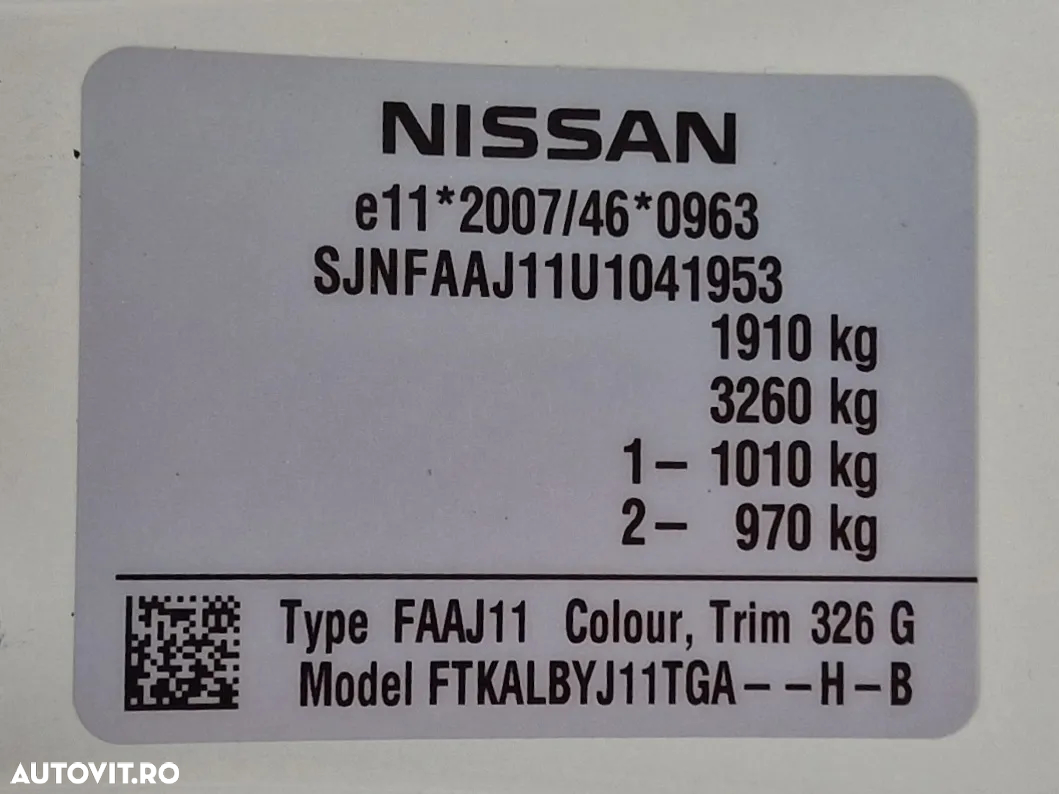 NISSAN
e11*2007/46*0963
SJNFAAJ11U1041953
1910 kg
3260 kg
1– 1010 kg
2– 970 kg
Type FAAJ11 Colour, Trim 326 G
Model FTKALBYJ11TGA– –H–B
AUTOVIT.RO